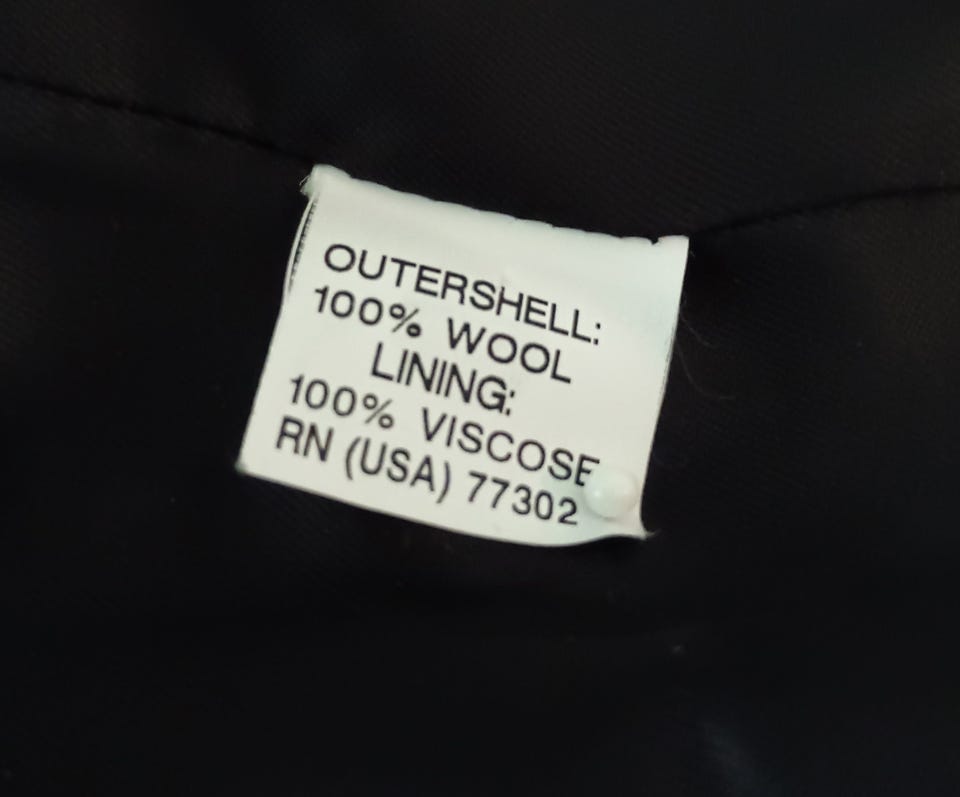 OUTERSHELL:
100% WOOL
LINING:
100% VISCOSE
RN (USA) 77302